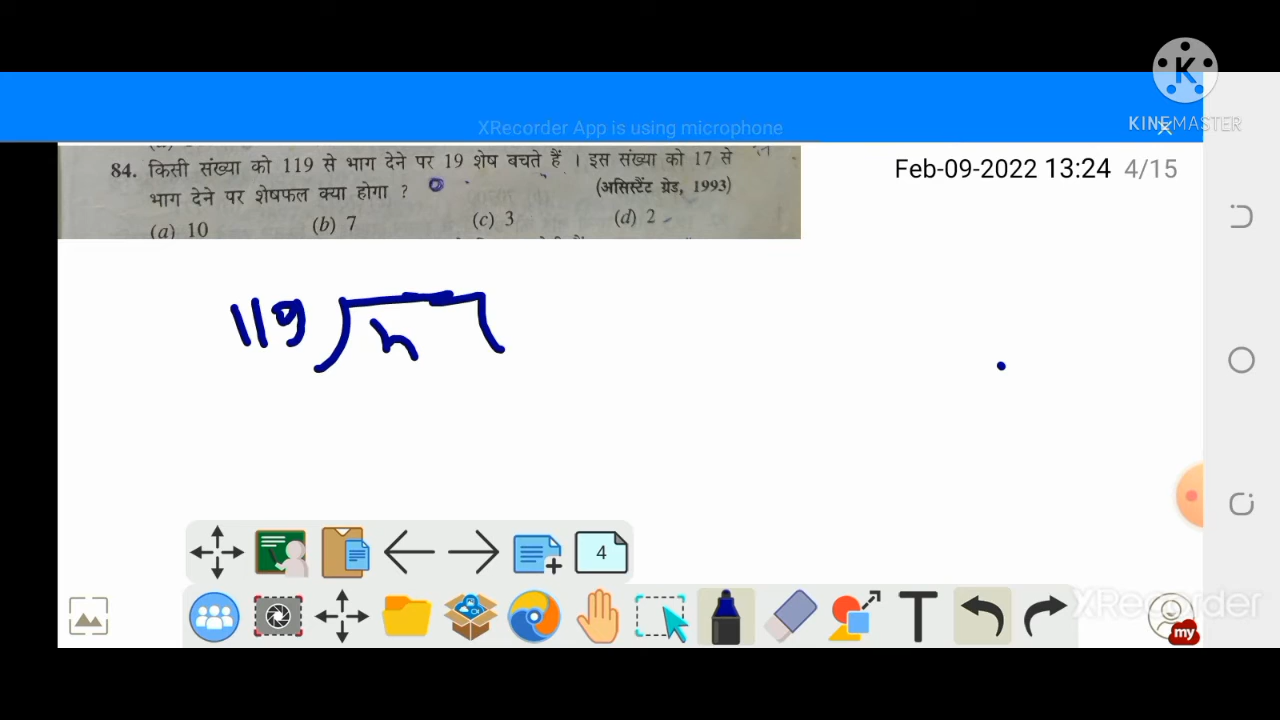 K
KINEMASTER
XRecorder App is using microphone
84. किसी संख्या को 119 से भाग देने पर 19 शेष बचते हैं । इस संख्या को 17 से
भाग देने पर शेषफल क्या होगा ? (असिस्टैंट ग्रेड, 1993)
(a) 10 (b) 7 (c) 3 (d) 2
Feb-09-2022 13:24 4/15
119 n
4
T
XRecorder
my